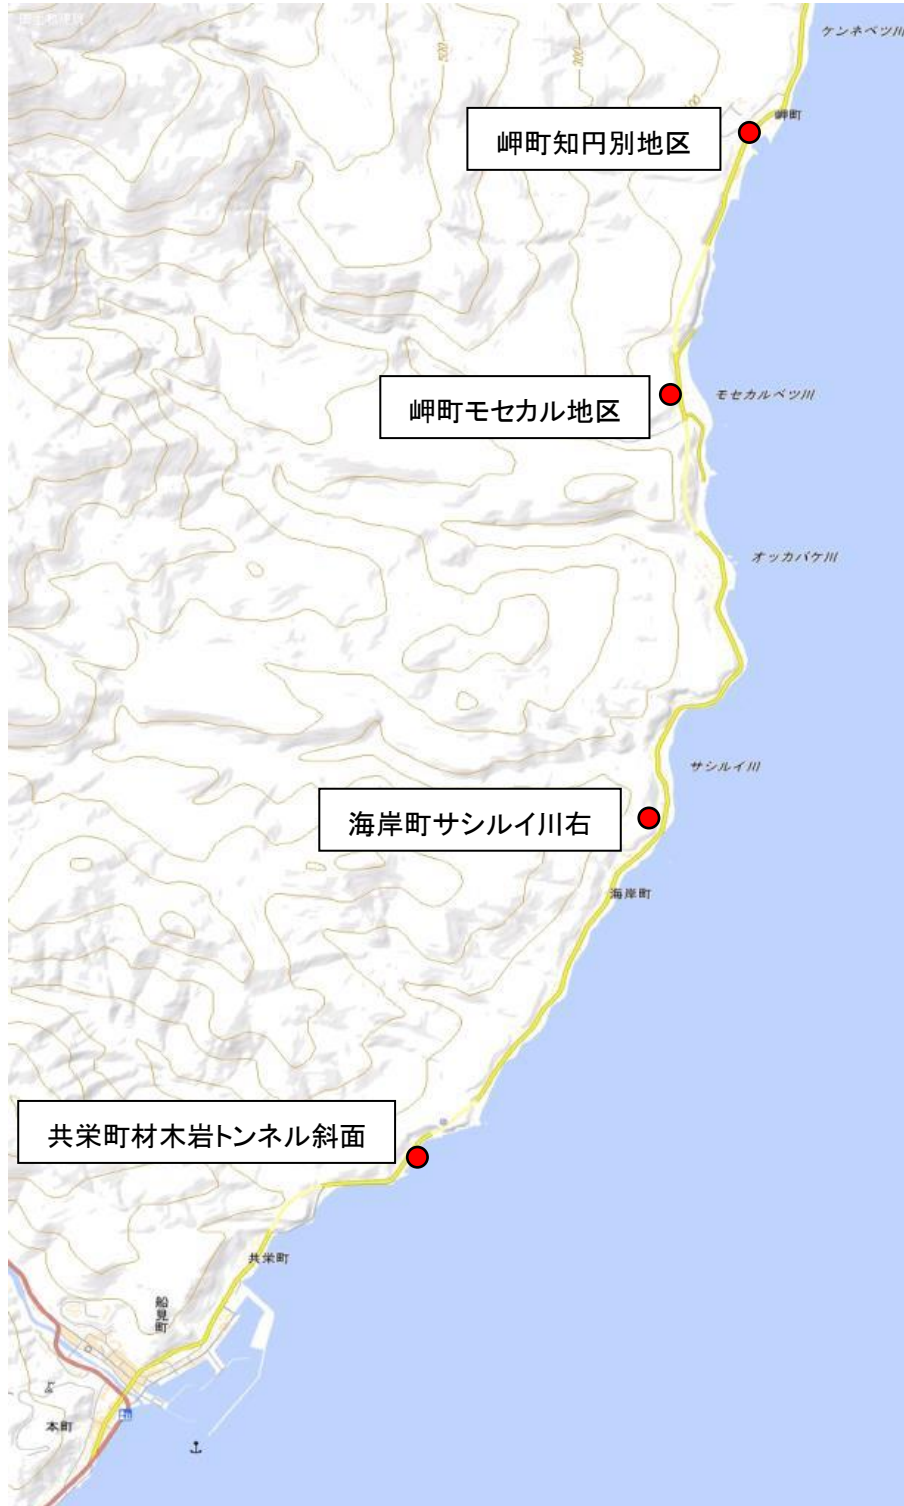 ケンネベツ川
500
300
岬町
岬町知円別地区
モセカルベツ川
岬町モセカル地区
オッカバケ川
サシルイ川
海岸町サシルイ川右
海岸町
共栄町材木岩トンネル斜面
共栄町
船見町
本町